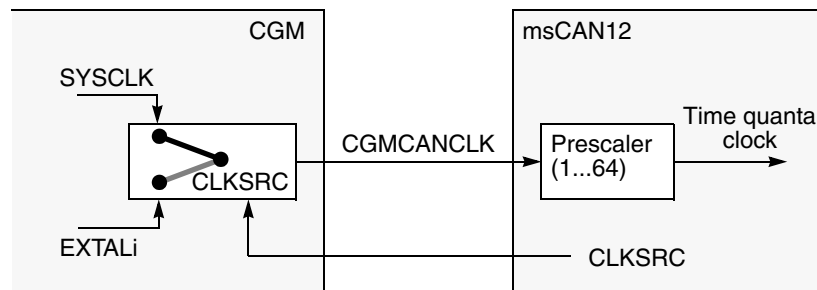 CGM
msCAN12
SYSCLK
CGMCANCLK
Prescaler
(1...64)
Time quanta
clock
CLKSRC
EXTALi
CLKSRC